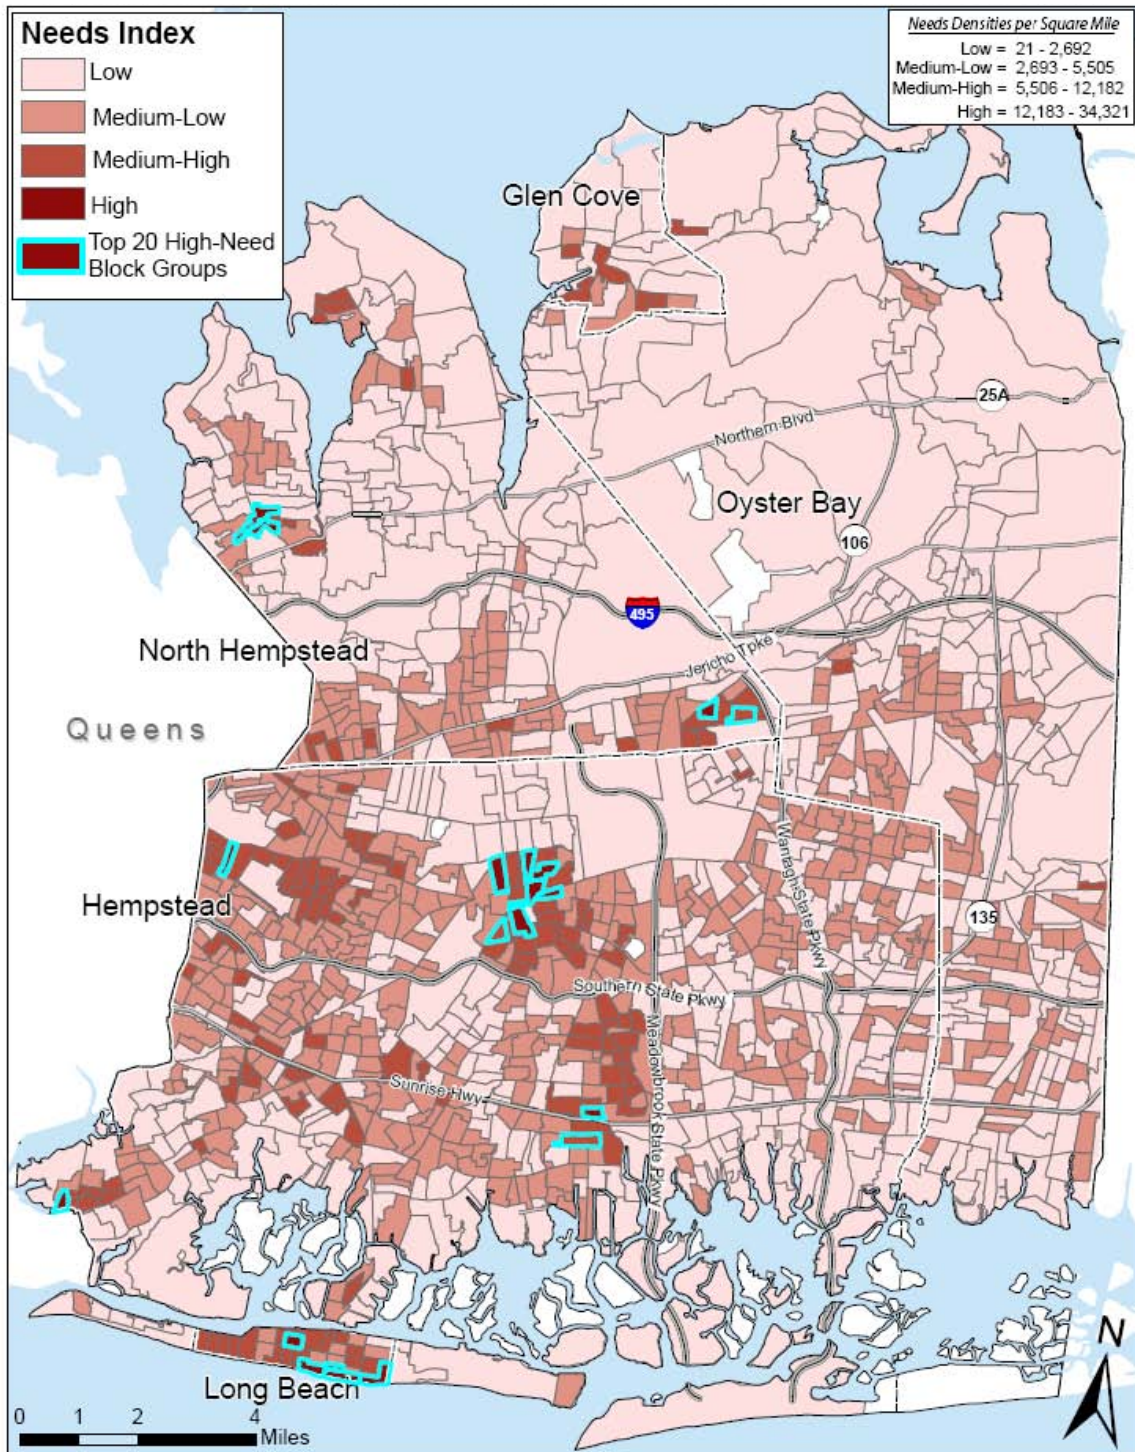 Needs Index
Low
Medium-Low
Medium-High
High
Top 20 High-Need
Block Groups
Needs Densities per Square Mile
Low = 21 - 2,692
Medium-Low = 2,693 - 5,505
Medium-High = 5,506 - 12,182
High = 12,183 - 34,321
Glen Cove
25A
Northern Blvd
Oyster Bay
106
495
North Hempstead
Jericho Tpke
Queens
Wantagh State Pkwy
Hempstead
135
Southern State Pkwy
Meadowbrook State Pkwy
Sunrise Hwy
Long Beach
N
0 1 2 4
Miles